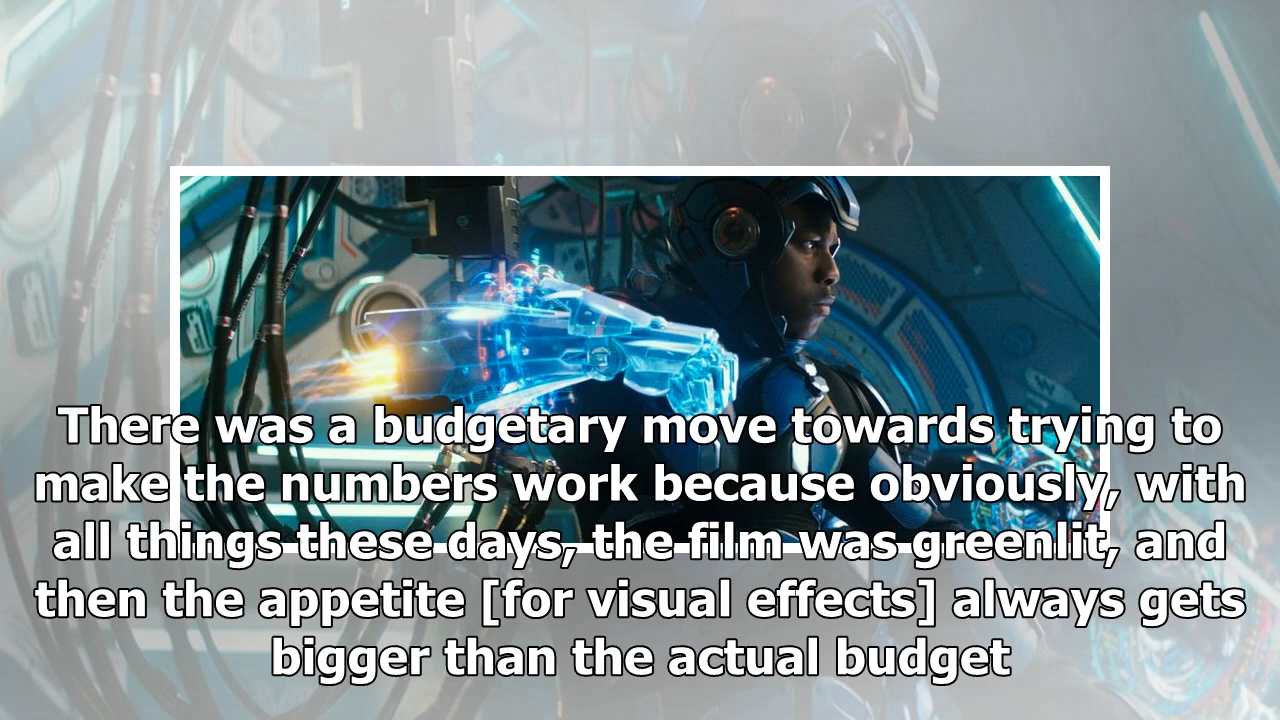 There was a budgetary move towards trying to
make the numbers work because obviously, with
all things these days, the film was greenlit, and
then the appetite [for visual effects] always gets
bigger than the actual budget